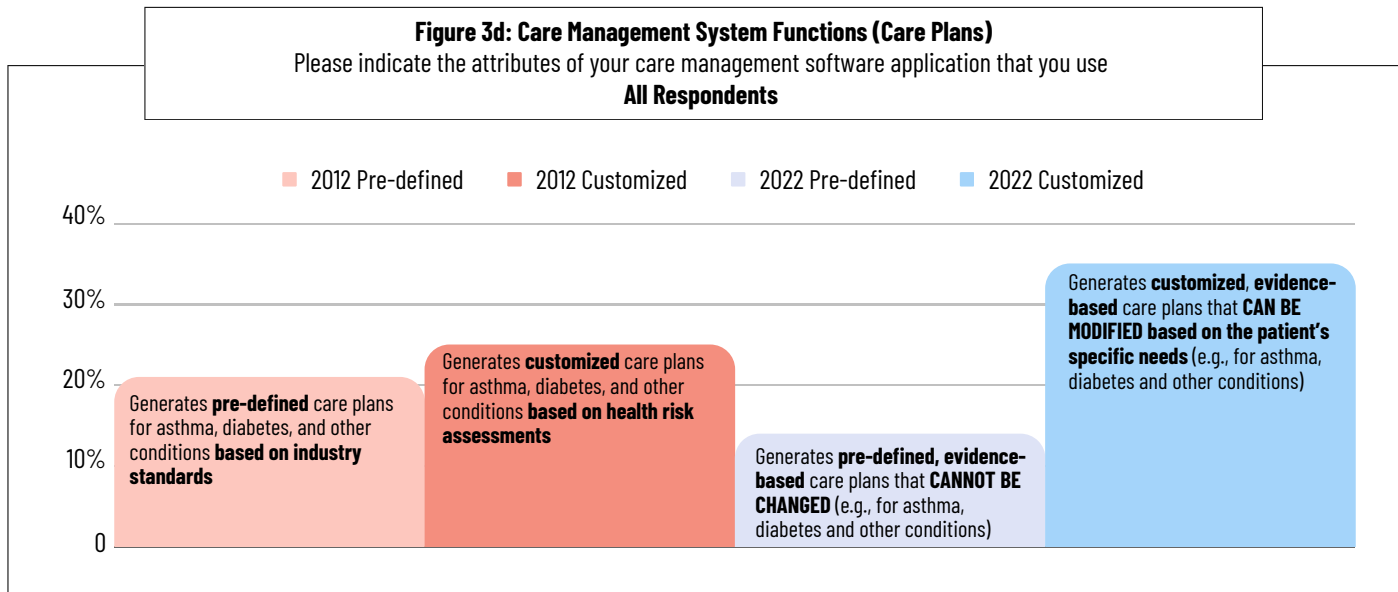 Figure 3d: Care Management System Functions (Care Plans)
Please indicate the attributes of your care management software application that you use
All Respondents
2012 Pre-defined
2012 Customized
2022 Pre-defined
2022 Customized
40%
30%
20%
10%
0
Generates pre-defined care plans
for asthma, diabetes, and other
conditions based on industry
standards
Generates customized care plans
for asthma, diabetes, and other
conditions based on health risk
assessments
Generates pre-defined, evidence-
based care plans that CANNOT BE
CHANGED (e.g., for asthma,
diabetes and other conditions)
Generates customized, evidence-
based care plans that CAN BE
MODIFIED based on the patient's
specific needs (e.g., for asthma,
diabetes and other conditions)